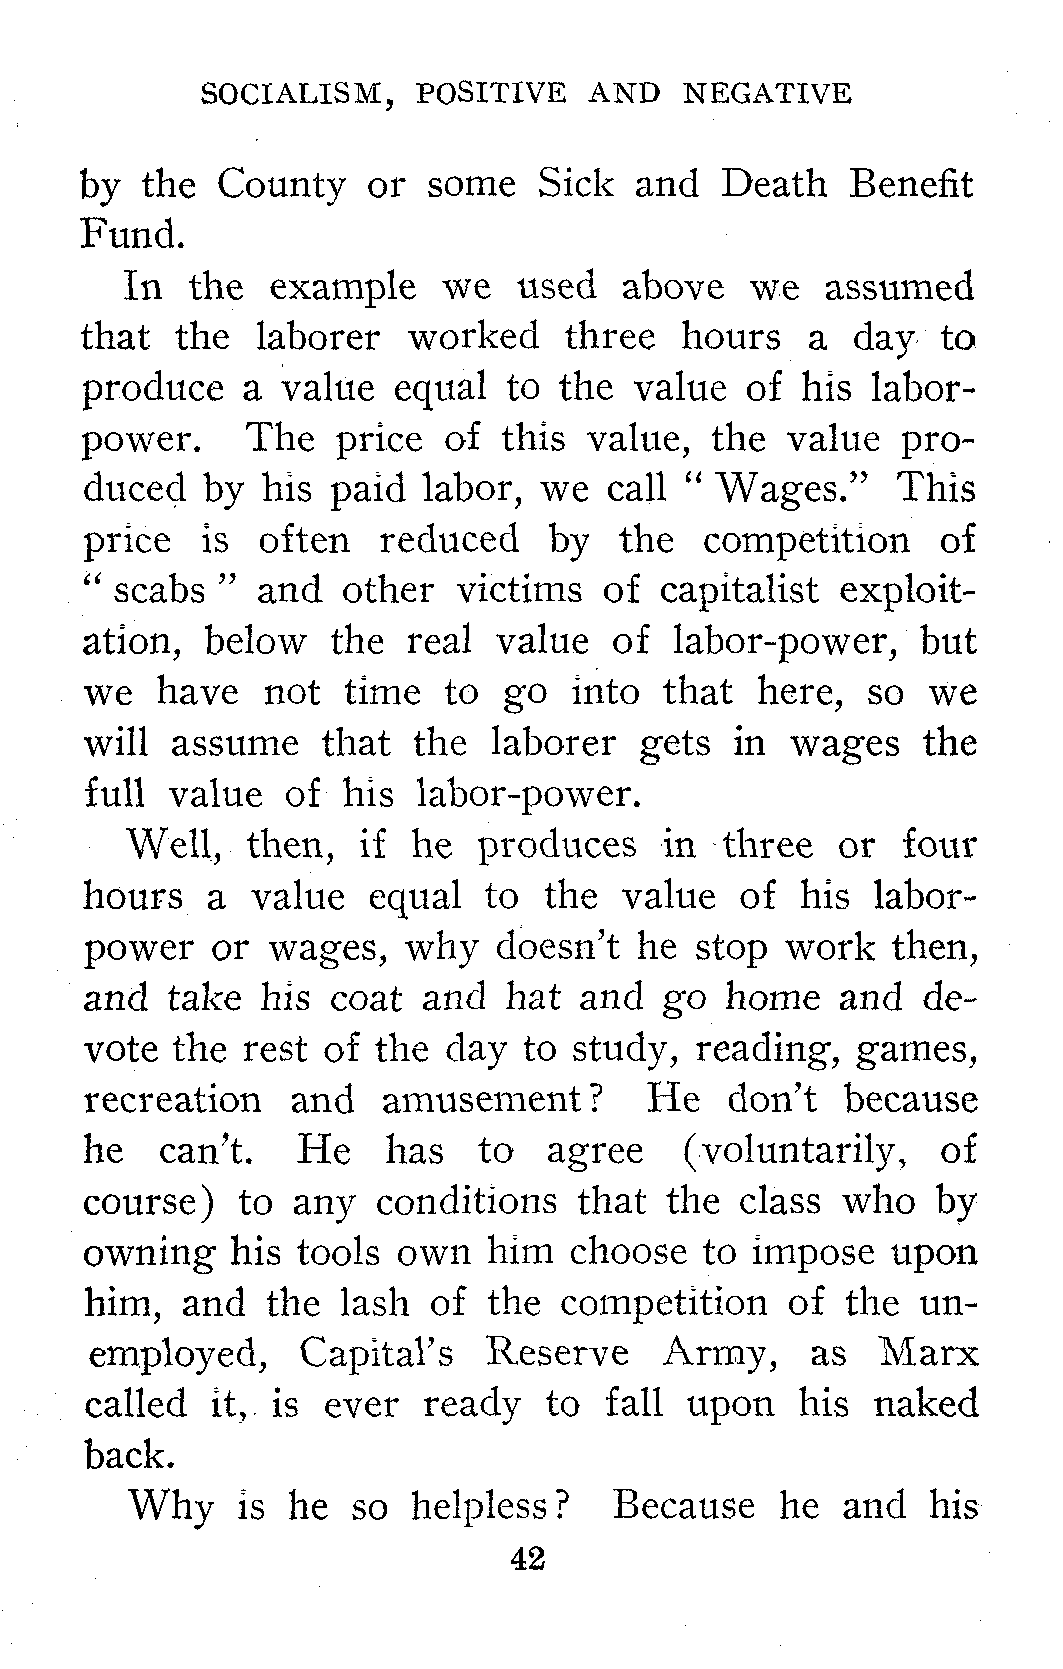 SOCIALISM, POSITIVE AND NEGATIVE
by the County or some Sick and Death Benefit
Fund.
In the example we used above we assumed
that the laborer worked three hours a day to
produce a value equal to the value of his labor-
power. The price of this value, the value pro-
duced by his paid labor, we call “ Wages.” This
price is often reduced by the competition of
“ scabs ” and other victims of capitalist exploit-
ation, below the real value of labor-power, but
we have not time to go into that here, so we
will assume that the laborer gets in wages the
full value of his labor-power.
Well, then, if he produces in three or four
hours a value equal to the value of his labor-
power or wages, why doesn't he stop work then,
and take his coat and hat and go home and de-
vote the rest of the day to study, reading, games,
recreation and amusement? He don't because
he can't. He has to agree (voluntarily, of
course) to any conditions that the class who by
owning his tools own him choose to impose upon
him, and the lash of the competition of the un-
employed, Capital's Reserve Army, as Marx
called it, is ever ready to fall upon his naked
back.
Why is he so helpless? Because he and his
42